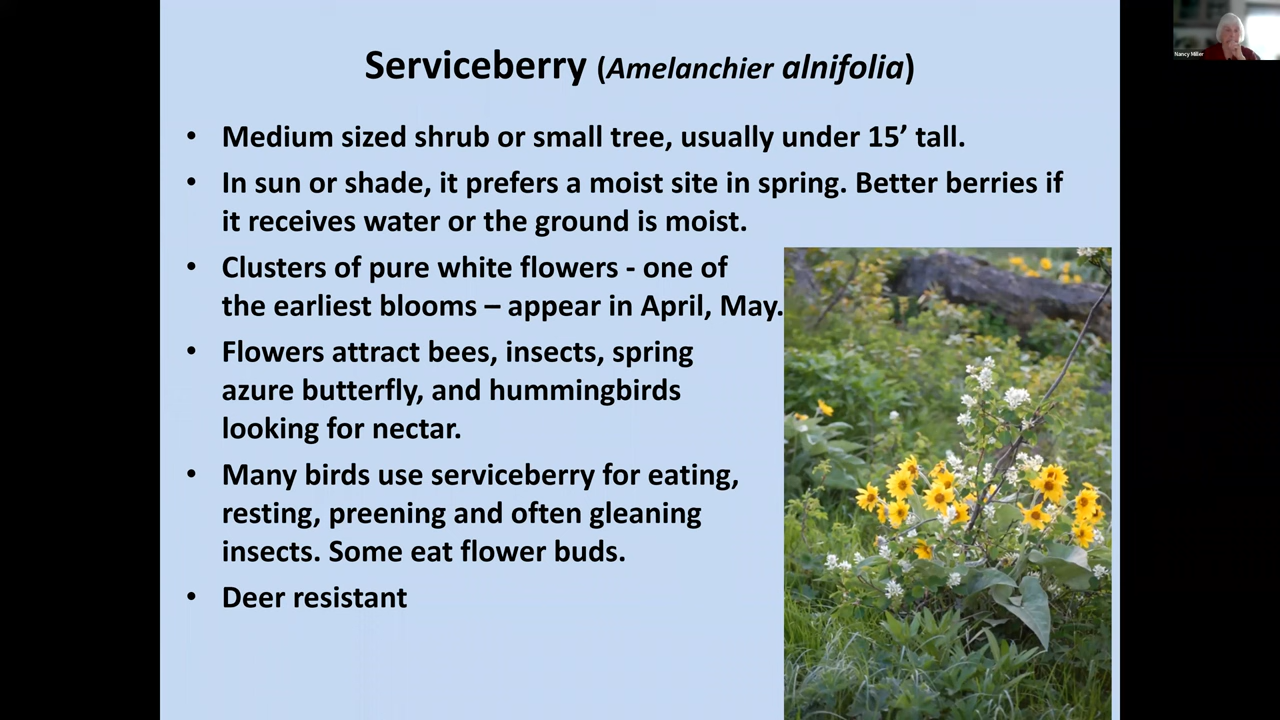 Serviceberry (Amelanchier alnifolia)
• Medium sized shrub or small tree, usually under 15’ tall.
• In sun or shade, it prefers a moist site in spring. Better berries if
it receives water or the ground is moist.
• Clusters of pure white flowers - one of
the earliest blooms – appear in April, May.
• Flowers attract bees, insects, spring
azure butterfly, and hummingbirds
looking for nectar.
• Many birds use serviceberry for eating,
resting, preening and often gleaning
insects. Some eat flower buds.
• Deer resistant
Nancy Miller